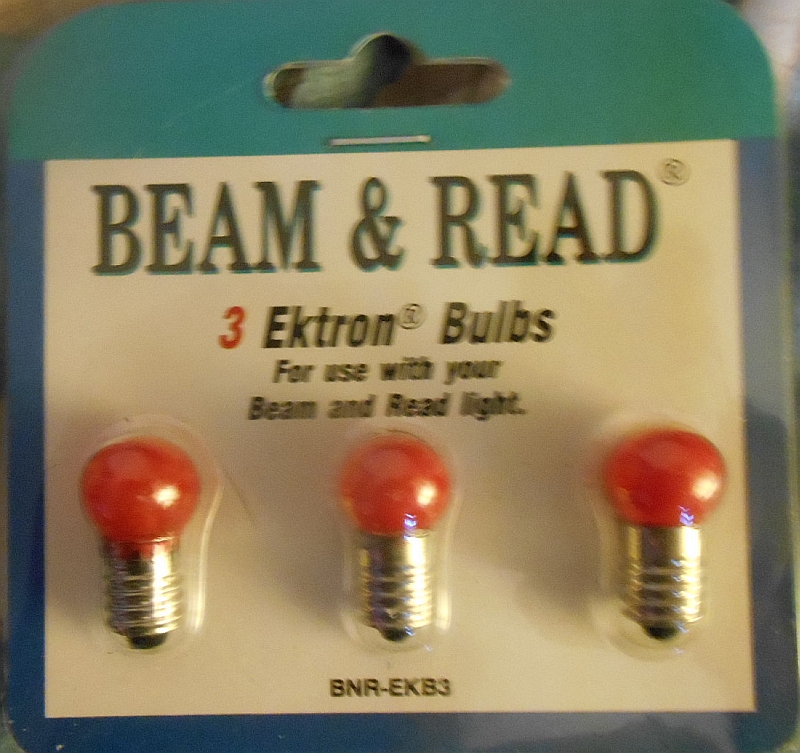 BEAM & READ®
3 Ektron® Bulbs
For use with your
Beam and Read light.
BNR-EKB3